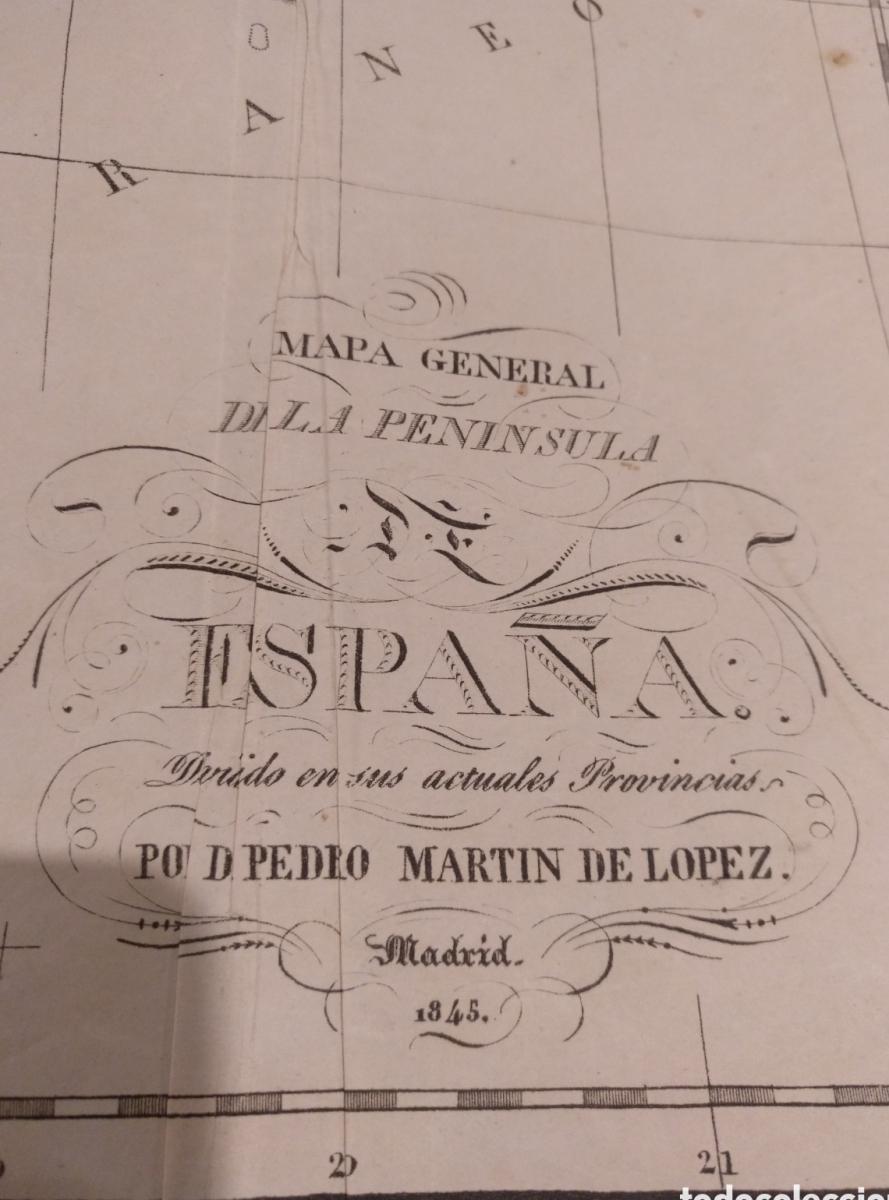 R A N E O
MAPA GENERAL
DE LA PENINSULA
DE
ESPAÑA.
Dividido en sus actuales Provincias.
POR D PEDRO MARTIN DE LOPEZ.
Madrid.
1845.
20 21
todocoleccion